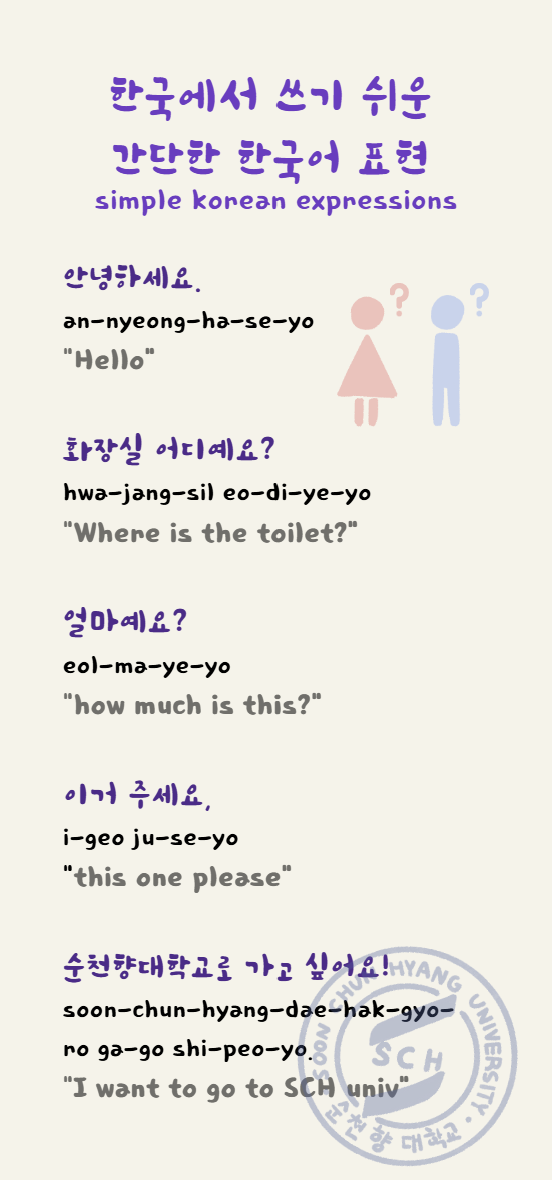 한국에서 쓰기 쉬운
간단한 한국어 표현
simple korean expressions
안녕하세요.
an-nyeong-ha-se-yo
"Hello"
? ?
화장실 어디예요?
hwa-jang-sil eo-di-ye-yo
"Where is the toilet?"
얼마예요?
eol-ma-ye-yo
"how much is this?"
이거 주세요,
i-geo ju-se-yo
"this one please"
순천향대학교로 가고 싶어요!
soon-chun-hyang-dae-hak-gyo-
ro ga-go shi-peo-yo.
"I want to go to SCH univ"
SOON CHUN HYANG UNIVERSITY ·
SCH
순천향 대학교 ·